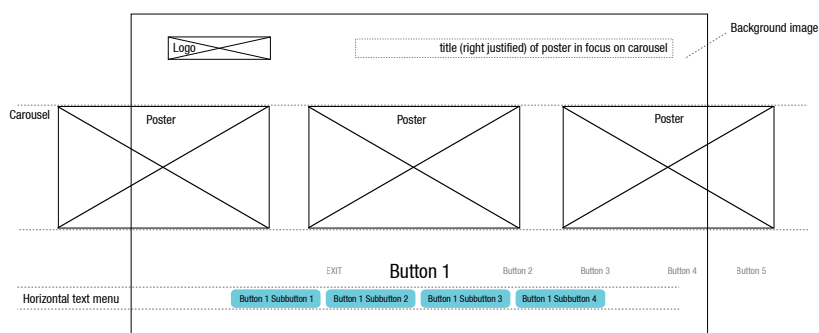 Background image
Logo
title (right justified) of poster in focus on carousel
Carousel
Poster
Poster
Poster
EXIT
Button 1
Button 2
Button 3
Button 4
Button 5
Horizontal text menu
Button 1 Subbutton 1
Button 1 Subbutton 2
Button 1 Subbutton 3
Button 1 Subbutton 4